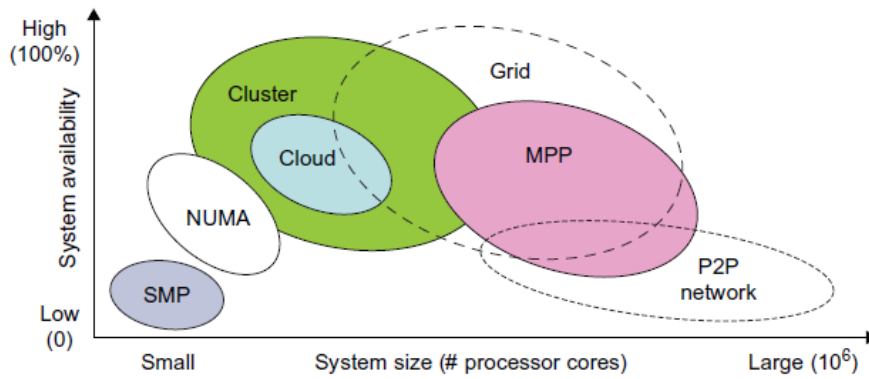 High
(100%)
System availability
Low
(0)
Grid
Cluster
Cloud
MPP
NUMA
SMP
P2P
network
Small
System size (# processor cores)
Large (10⁶)